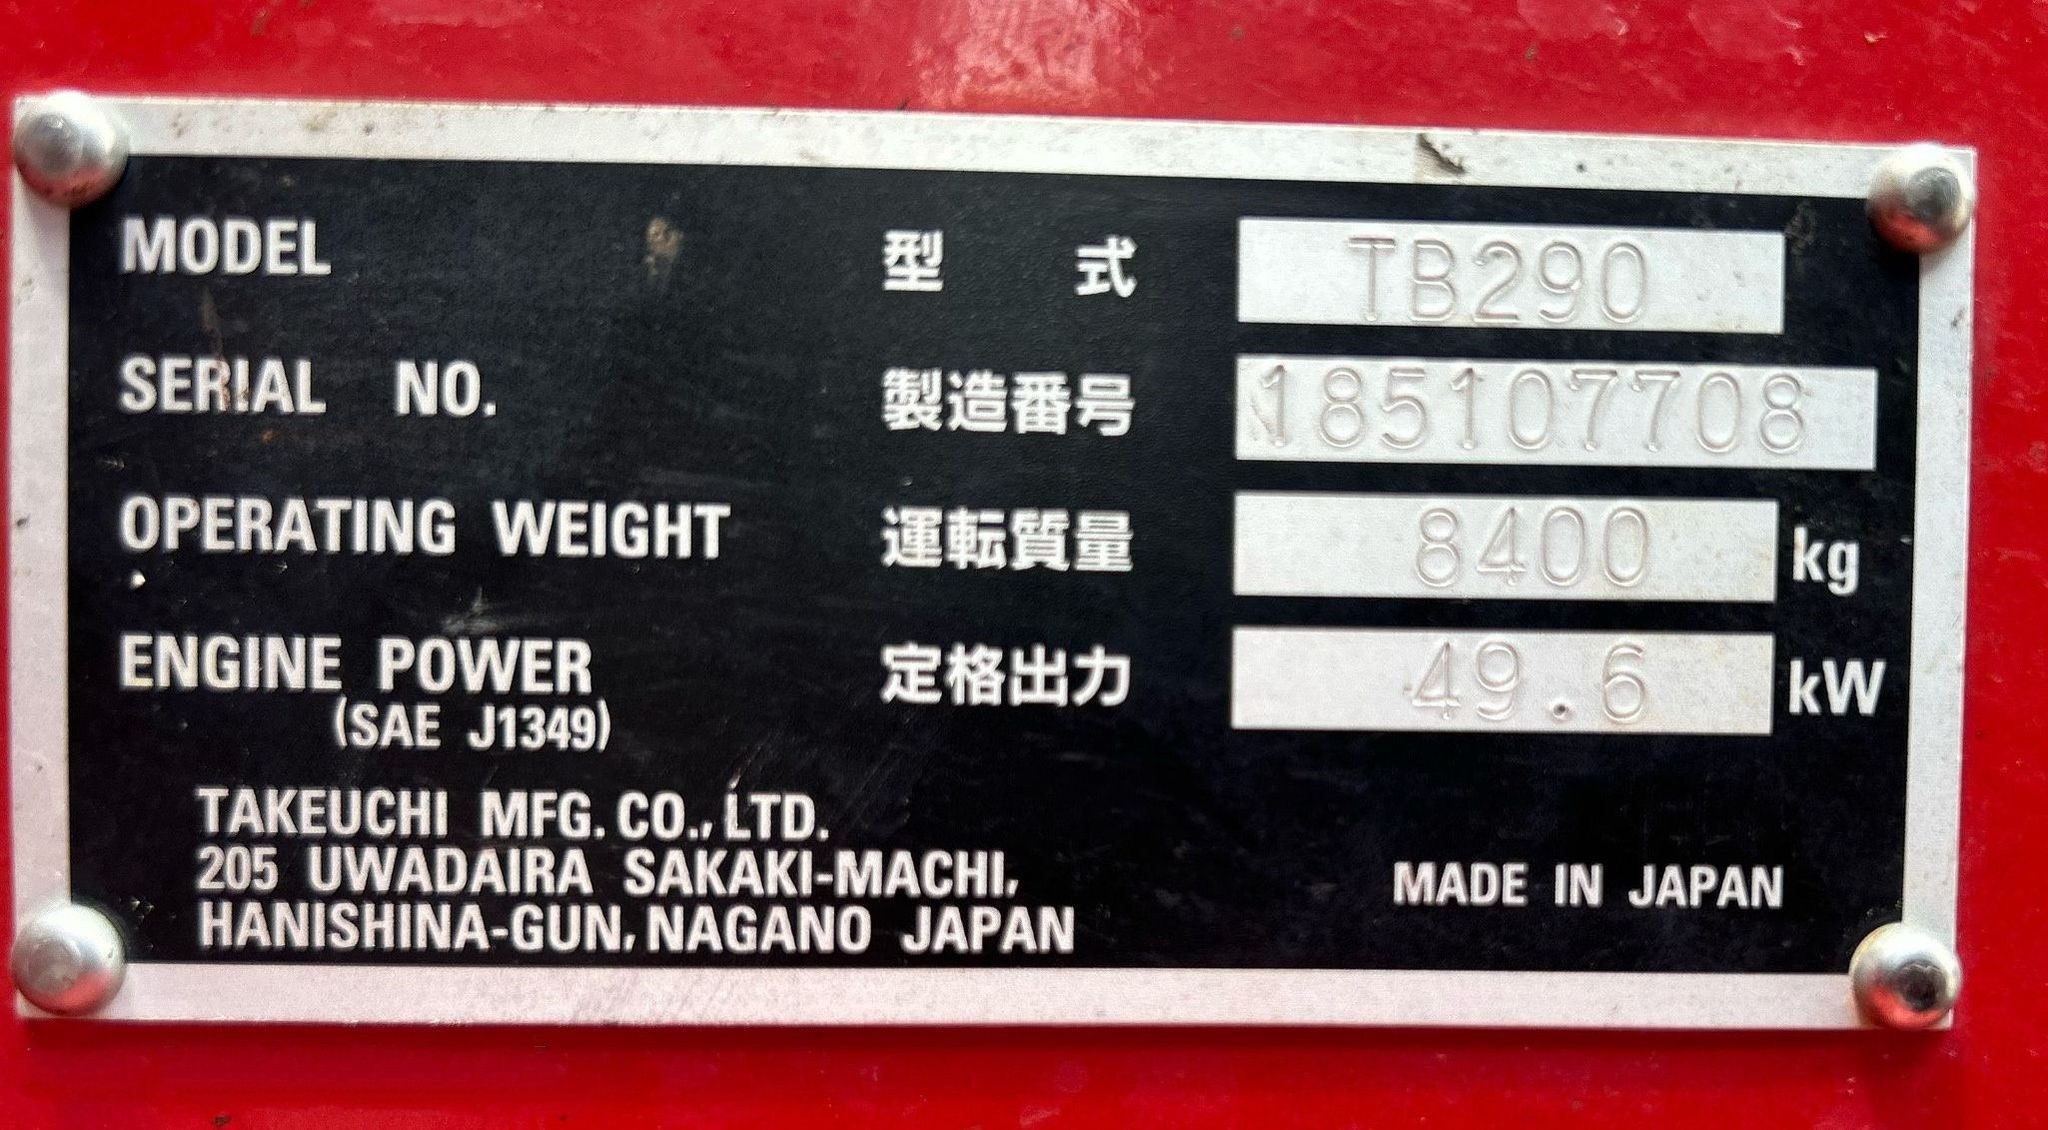 MODEL 型 式 TB290
SERIAL NO. 製造番号 185107708
OPERATING WEIGHT 運転質量 8400 kg
ENGINE POWER 定格出力 49.6 kW
(SAE J1349)
TAKEUCHI MFG. CO., LTD.
205 UWADAIRA SAKAKI-MACHI,
HANISHINA-GUN, NAGANO JAPAN
MADE IN JAPAN